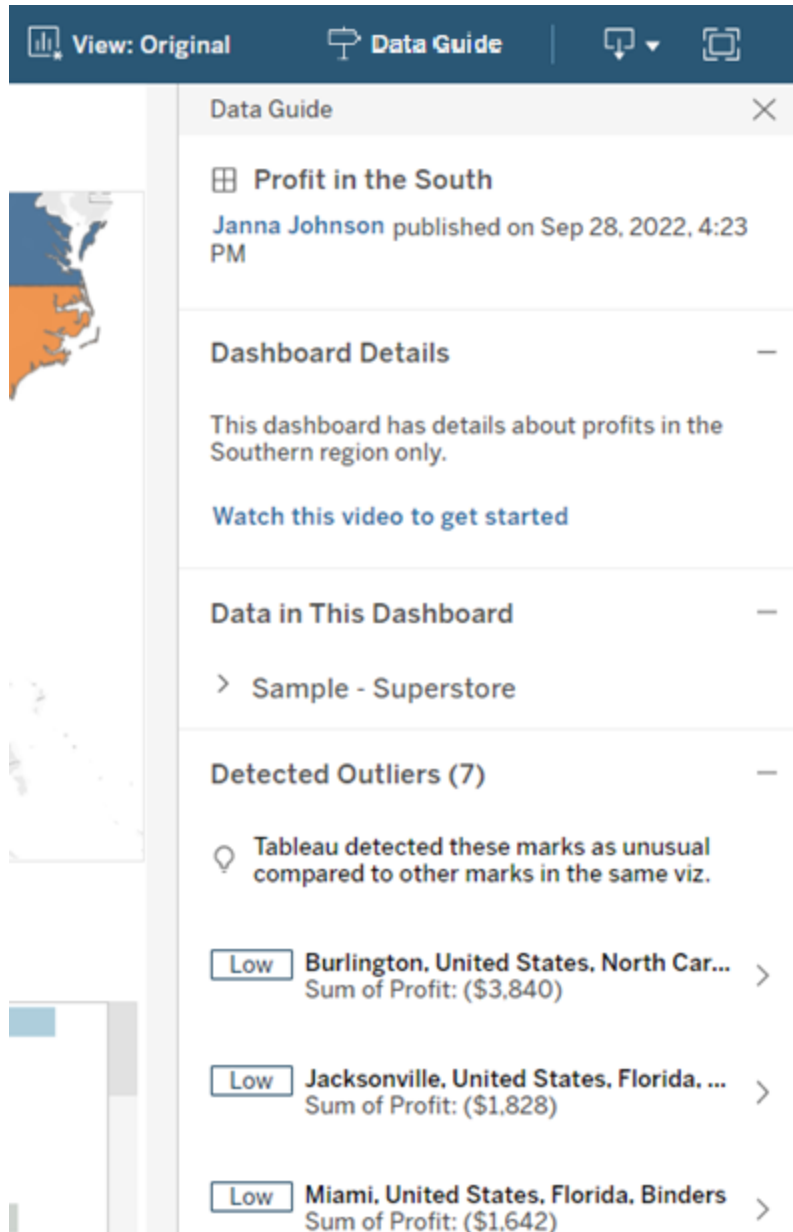 View: Original
Data Guide
Data Guide
Profit in the South
Janna Johnson published on Sep 28, 2022, 4:23
PM
Dashboard Details
This dashboard has details about profits in the
Southern region only.
Watch this video to get started
Data in This Dashboard
Sample - Superstore
Detected Outliers (7)
Tableau detected these marks as unusual
compared to other marks in the same viz.
Low Burlington, United States, North Car...
Sum of Profit: ($3,840)
Low Jacksonville, United States, Florida, ...
Sum of Profit: ($1,828)
Low Miami, United States, Florida, Binders
Sum of Profit: ($1,642)